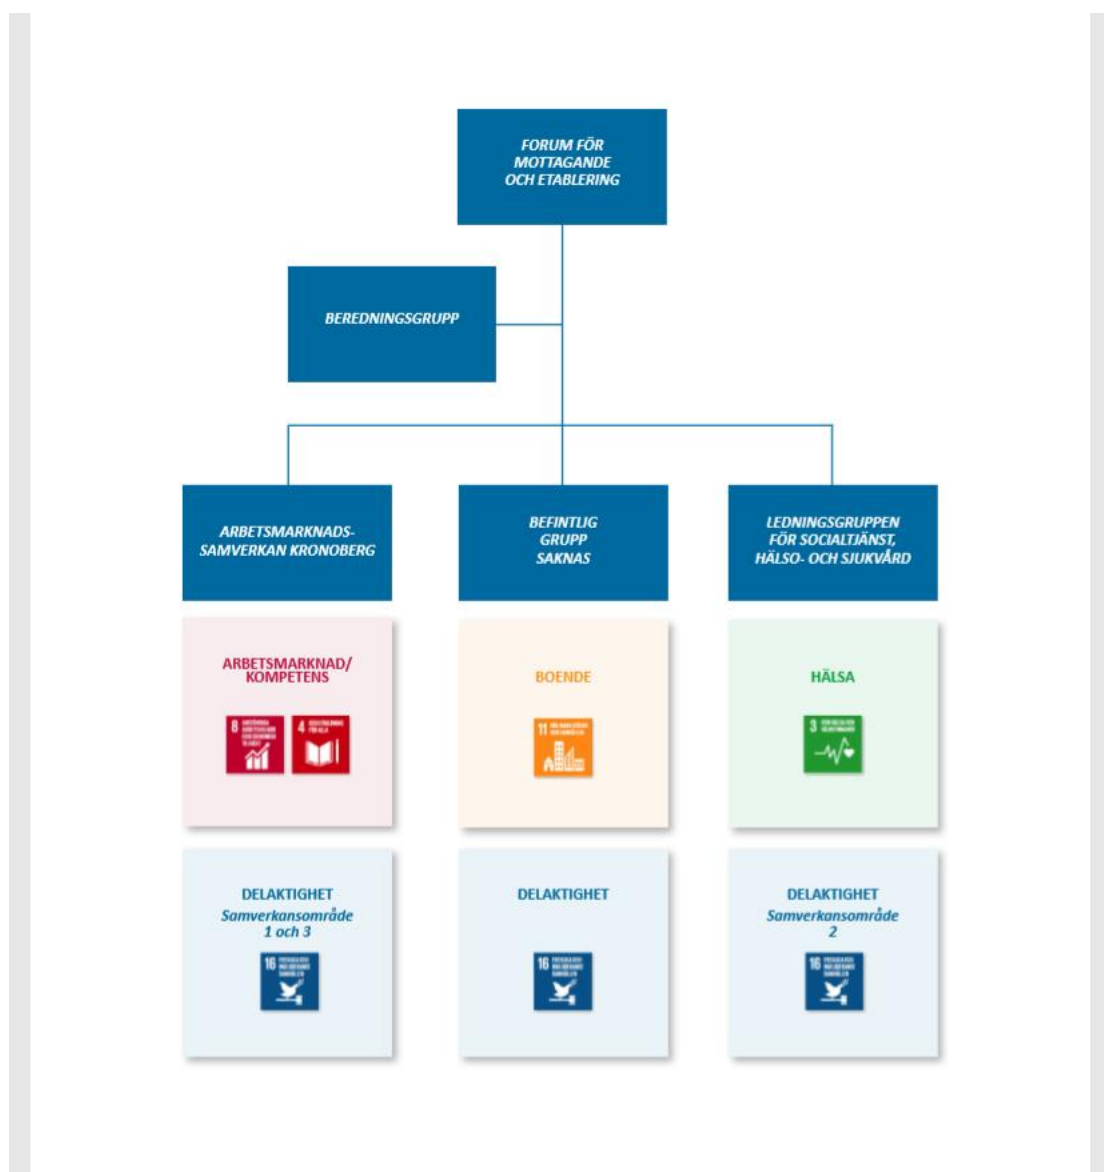 FORUM FÖR
MOTTAGANDE
OCH ETABLERING
BEREDNINGSGRUPP
ARBETSMARKNADS-
SAMVERKAN KRONOBERG
BEFINTLIG
GRUPP
SAKNAS
LEDNINGSGRUPPEN
FÖR SOCIALTJÄNST,
HÄLSO- OCH SJUKVÅRD
ARBETSMARKNAD/
KOMPETENS
8
4
BOENDE
11
HÄLSA
3
DELAKTIGHET
Samverkansområde
1 och 3
16
DELAKTIGHET
16
DELAKTIGHET
Samverkansområde
2
16